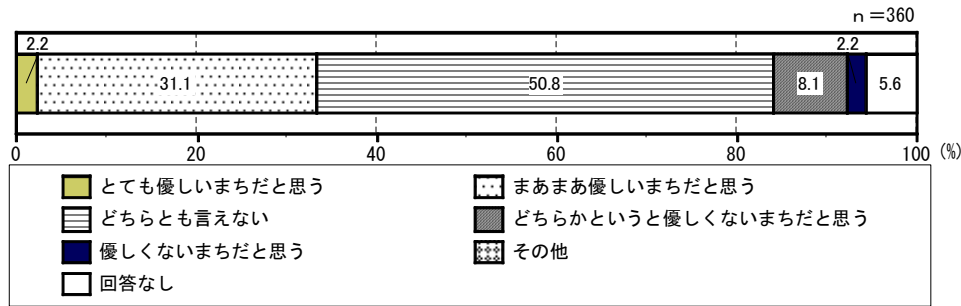 n=360
2.2 2.2
31.1 50.8 8.1 5.6
0 20 40 60 80 100 (%)
とても優しいまちだと思う まあまあ優しいまちだと思う
どちらとも言えない どちらかというと優しくないまちだと思う
優しくないまちだと思う その他
回答なし